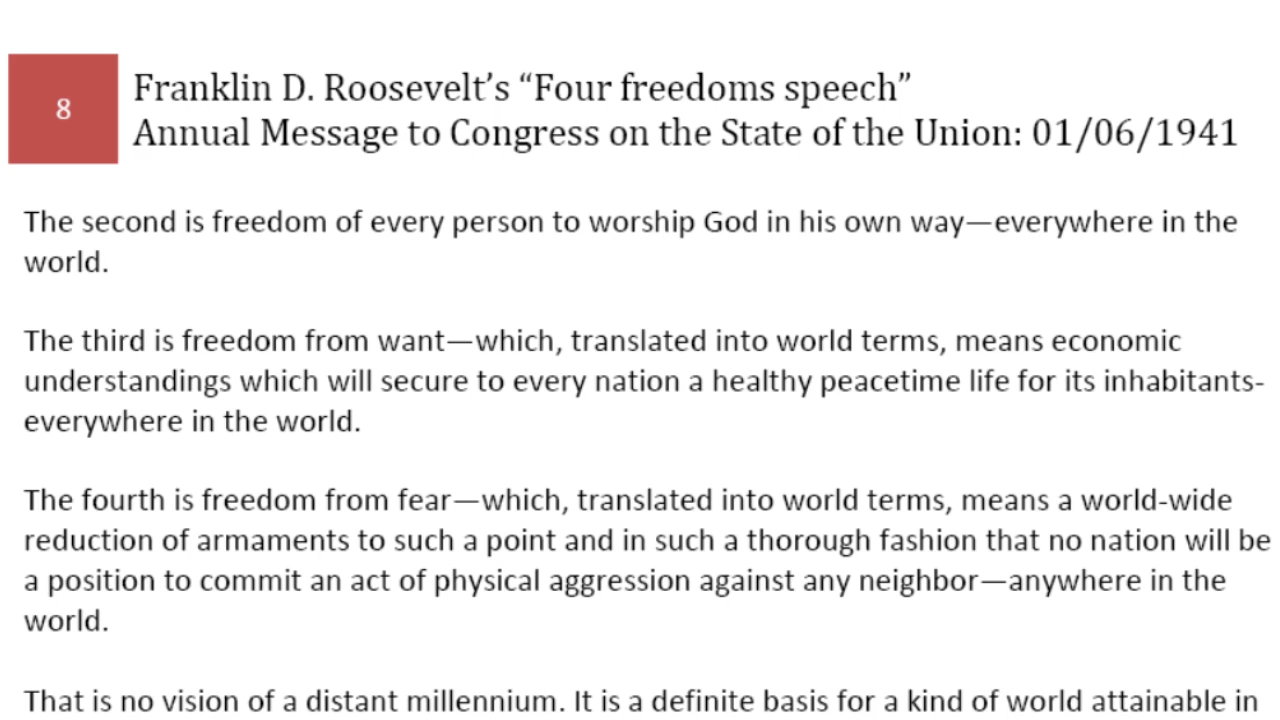 8
Franklin D. Roosevelt’s “Four freedoms speech”
Annual Message to Congress on the State of the Union: 01/06/1941
The second is freedom of every person to worship God in his own way—everywhere in the
world.
The third is freedom from want—which, translated into world terms, means economic
understandings which will secure to every nation a healthy peacetime life for its inhabitants-
everywhere in the world.
The fourth is freedom from fear—which, translated into world terms, means a world-wide
reduction of armaments to such a point and in such a thorough fashion that no nation will be
a position to commit an act of physical aggression against any neighbor—anywhere in the
world.
That is no vision of a distant millennium. It is a definite basis for a kind of world attainable in